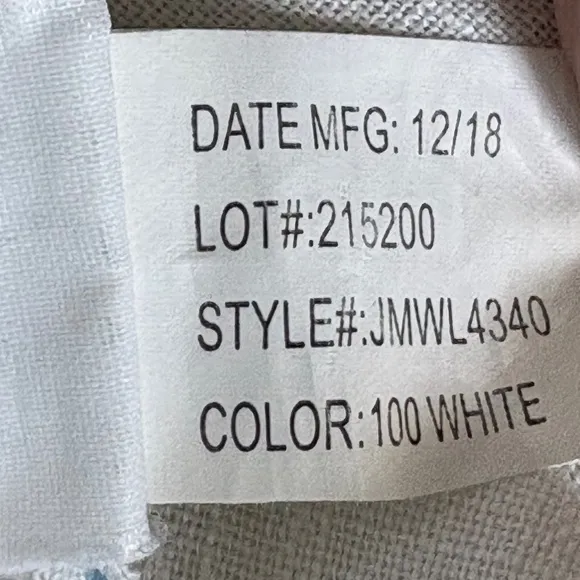 DATE MFG: 12/18
LOT#:215200
STYLE#:JMWL4340
COLOR:100 WHITE